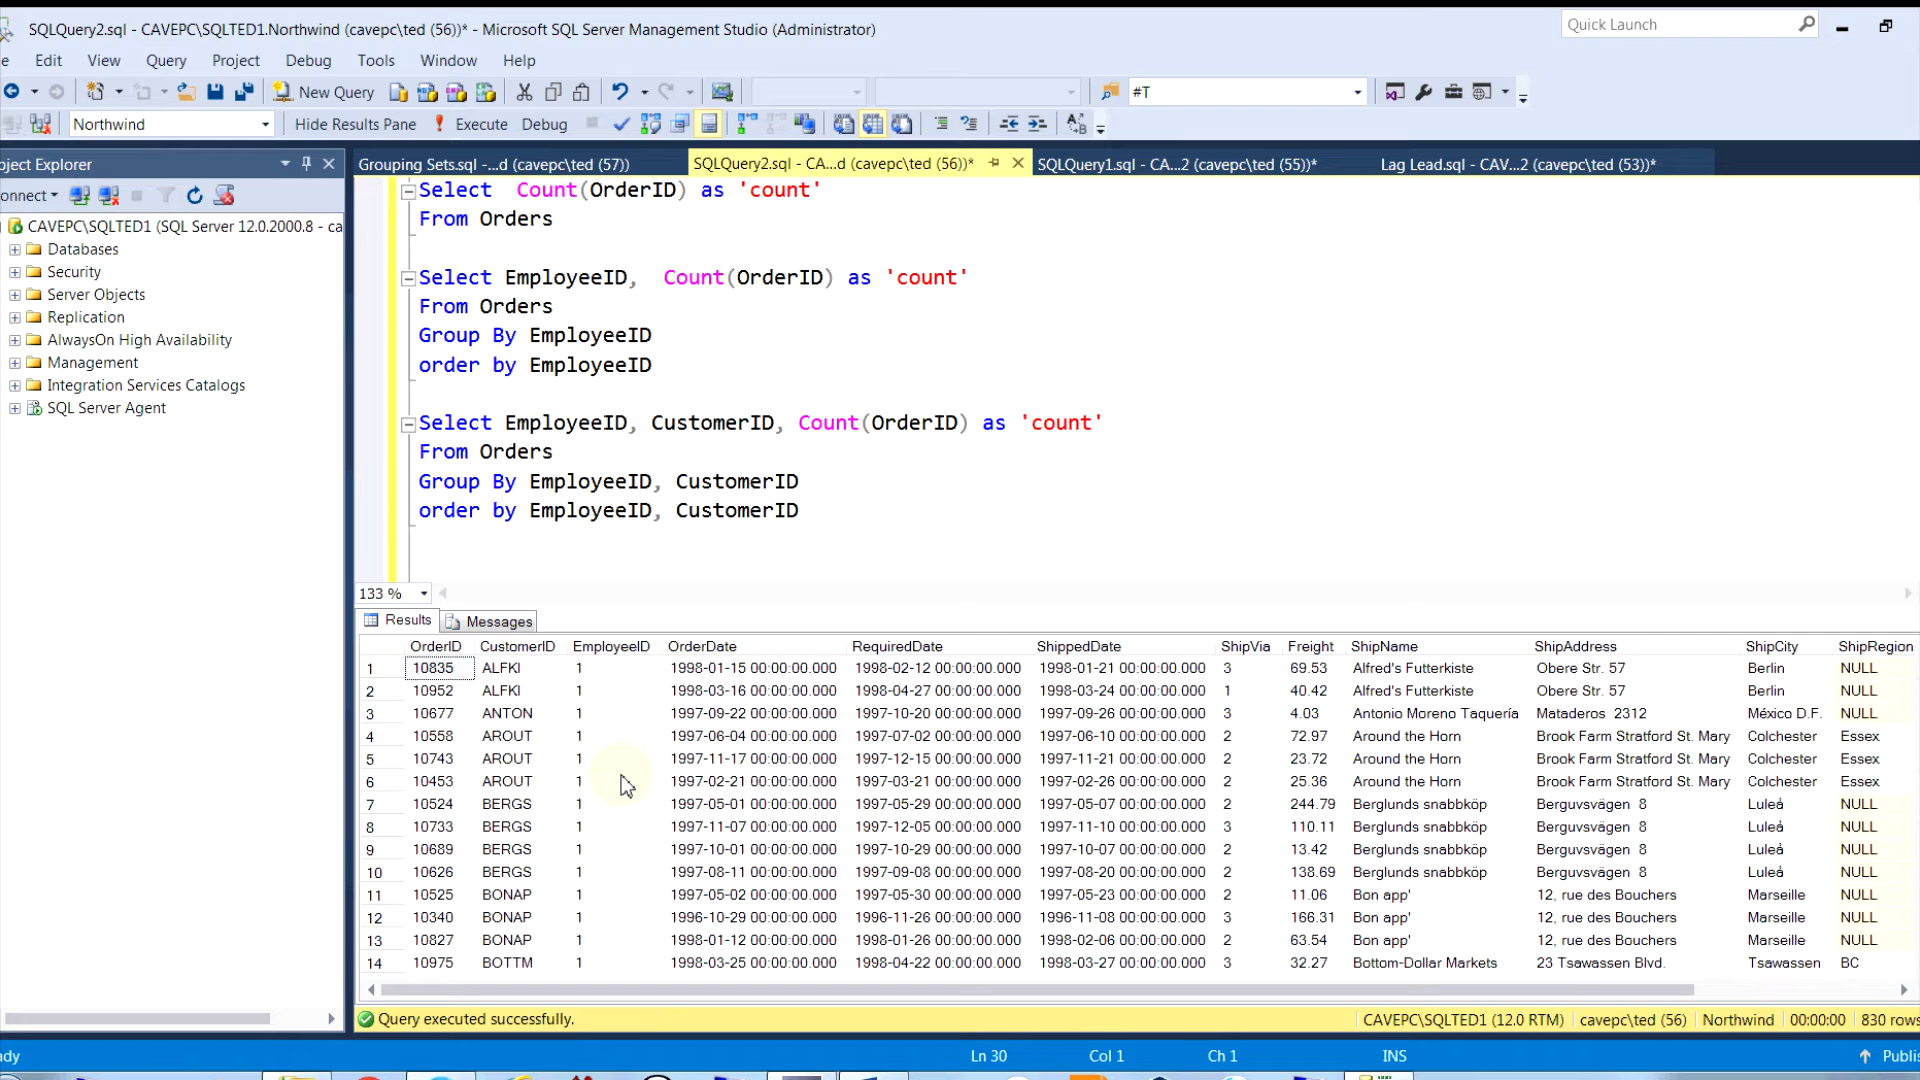 SQLQuery2.sql - CAVEPC\SQLTED1.Northwind (cavepc\ted (56))* - Microsoft SQL Server Management Studio (Administrator)
Quick Launch
e Edit View Query Project Debug Tools Window Help
New Query
#T
Northwind
Hide Results Pane ! Execute Debug
oject Explorer
Grouping Sets.sql -...d (cavepc\ted (57))
SQLQuery2.sql - CA...d (cavepc\ted (56))*
SQLQuery1.sql - CA...2 (cavepc\ted (55))*
Lag Lead.sql - CAV...2 (cavepc\ted (53))*
onnect
CAVEPC\SQLTED1 (SQL Server 12.0.2000.8 - ca
Databases
Security
Server Objects
Replication
AlwaysOn High Availability
Management
Integration Services Catalogs
SQL Server Agent
Select Count(OrderID) as 'count'
From Orders
Select EmployeeID, Count(OrderID) as 'count'
From Orders
Group By EmployeeID
order by EmployeeID
Select EmployeeID, CustomerID, Count(OrderID) as 'count'
From Orders
Group By EmployeeID, CustomerID
order by EmployeeID, CustomerID
133 %
Results Messages
OrderID CustomerID EmployeeID OrderDate RequiredDate ShippedDate ShipVia Freight ShipName ShipAddress ShipCity ShipRegion
1 10835 ALFKI 1 1998-01-15 00:00:00.000 1998-02-12 00:00:00.000 1998-01-21 00:00:00.000 3 69.53 Alfred's Futterkiste Obere Str. 57 Berlin NULL
2 10952 ALFKI 1 1998-03-16 00:00:00.000 1998-04-27 00:00:00.000 1998-03-24 00:00:00.000 1 40.42 Alfred's Futterkiste Obere Str. 57 Berlin NULL
3 10677 ANTON 1 1997-09-22 00:00:00.000 1997-10-20 00:00:00.000 1997-09-26 00:00:00.000 3 4.03 Antonio Moreno Taquería Mataderos 2312 México D.F. NULL
4 10558 AROUT 1 1997-06-04 00:00:00.000 1997-07-02 00:00:00.000 1997-06-10 00:00:00.000 2 72.97 Around the Horn Brook Farm Stratford St. Mary Colchester Essex
5 10743 AROUT 1 1997-11-17 00:00:00.000 1997-12-15 00:00:00.000 1997-11-21 00:00:00.000 2 23.72 Around the Horn Brook Farm Stratford St. Mary Colchester Essex
6 10453 AROUT 1 1997-02-21 00:00:00.000 1997-03-21 00:00:00.000 1997-02-26 00:00:00.000 2 25.36 Around the Horn Brook Farm Stratford St. Mary Colchester Essex
7 10524 BERGS 1 1997-05-01 00:00:00.000 1997-05-29 00:00:00.000 1997-05-07 00:00:00.000 2 244.79 Berglunds snabbköp Berguvsvägen 8 Luleå NULL
8 10733 BERGS 1 1997-11-07 00:00:00.000 1997-12-05 00:00:00.000 1997-11-10 00:00:00.000 3 110.11 Berglunds snabbköp Berguvsvägen 8 Luleå NULL
9 10689 BERGS 1 1997-10-01 00:00:00.000 1997-10-29 00:00:00.000 1997-10-07 00:00:00.000 2 13.42 Berglunds snabbköp Berguvsvägen 8 Luleå NULL
10 10626 BERGS 1 1997-08-11 00:00:00.000 1997-09-08 00:00:00.000 1997-08-20 00:00:00.000 2 138.69 Berglunds snabbköp Berguvsvägen 8 Luleå NULL
11 10525 BONAP 1 1997-05-02 00:00:00.000 1997-05-30 00:00:00.000 1997-05-23 00:00:00.000 2 11.06 Bon app' 12, rue des Bouchers Marseille NULL
12 10340 BONAP 1 1996-10-29 00:00:00.000 1996-11-26 00:00:00.000 1996-11-08 00:00:00.000 3 166.31 Bon app' 12, rue des Bouchers Marseille NULL
13 10827 BONAP 1 1998-01-12 00:00:00.000 1998-01-26 00:00:00.000 1998-02-06 00:00:00.000 2 63.54 Bon app' 12, rue des Bouchers Marseille NULL
14 10975 BOTTM 1 1998-03-25 00:00:00.000 1998-04-22 00:00:00.000 1998-03-27 00:00:00.000 3 32.27 Bottom-Dollar Markets 23 Tsawassen Blvd. Tsawassen BC
Query executed successfully.
CAVEPC\SQLTED1 (12.0 RTM) cavepc\ted (56) Northwind 00:00:00 830 rows
ady Ln 30 Col 1 Ch 1 INS Publis